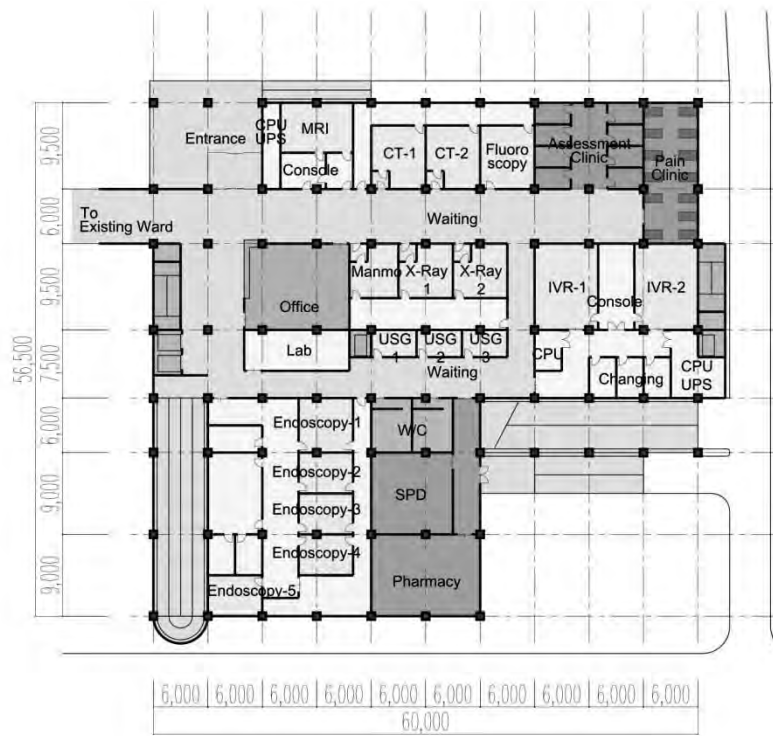 Entrance
CPU
UPS
MRI
Console
CT-1
CT-2
Fluoro
scopy
Assessment
Clinic
Pain
Clinic
To
Existing Ward
Waiting
Office
Manmo
X-Ray
1
X-Ray
2
IVR-1
Console
IVR-2
Lab
USG
1
USG
2
USG
3
Waiting
CPU
Changing
CPU
UPS
Endoscopy-1
W/C
Endoscopy-2
Endoscopy-3
SPD
Endoscopy-4
Endoscopy-5
Pharmacy
9,500
6,000
9,500
7,500
6,000
9,000
9,000
56,500
6,000 6,000 6,000 6,000 6,000 6,000 6,000 6,000 6,000 6,000
60,000